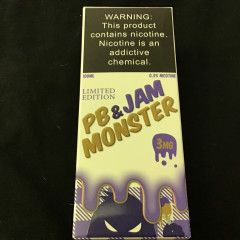 WARNING:
This product
contains nicotine.
Nicotine is an
addictive
chemical.
100ML 0.3% NICOTINE
LIMITED
EDITION
PB & JAM
MONSTER
3MG